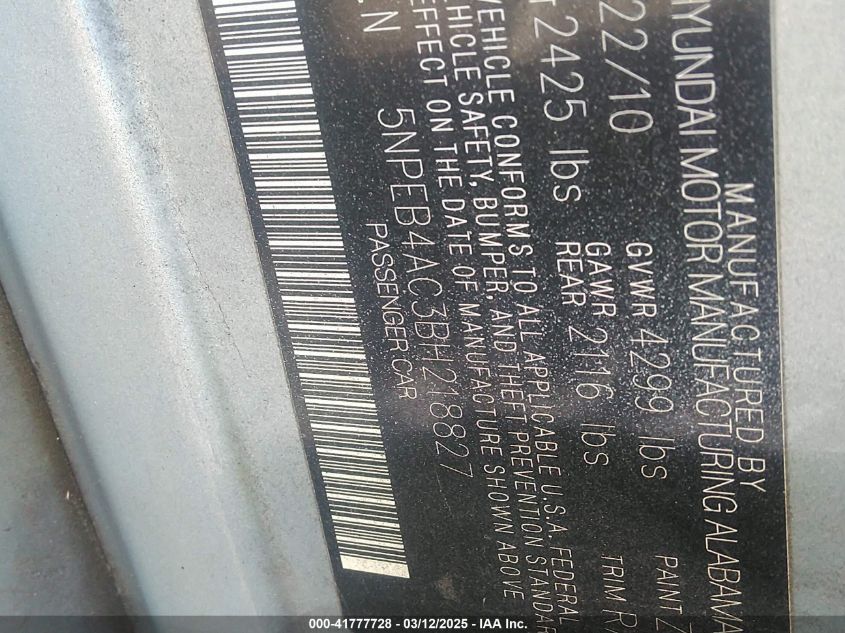 MANUFACTURED BY
HYUNDAI MOTOR MANUFACTURING ALABAMA
22/10 GVWR 4299 lbs PAINT
GAWR
2425 lbs REAR 2116 lbs TRIM
VEHICLE CONFORMS TO ALL APPLICABLE U.S.A. FEDERAL
VEHICLE SAFETY, BUMPER, AND THEFT PREVENTION STANDAR
EFFECT ON THE DATE OF MANUFACTURE SHOWN ABOVE
5NPEB4AC3BH218827
N PASSENGER CAR
000-41777728 - 03/12/2025 - IAA Inc.